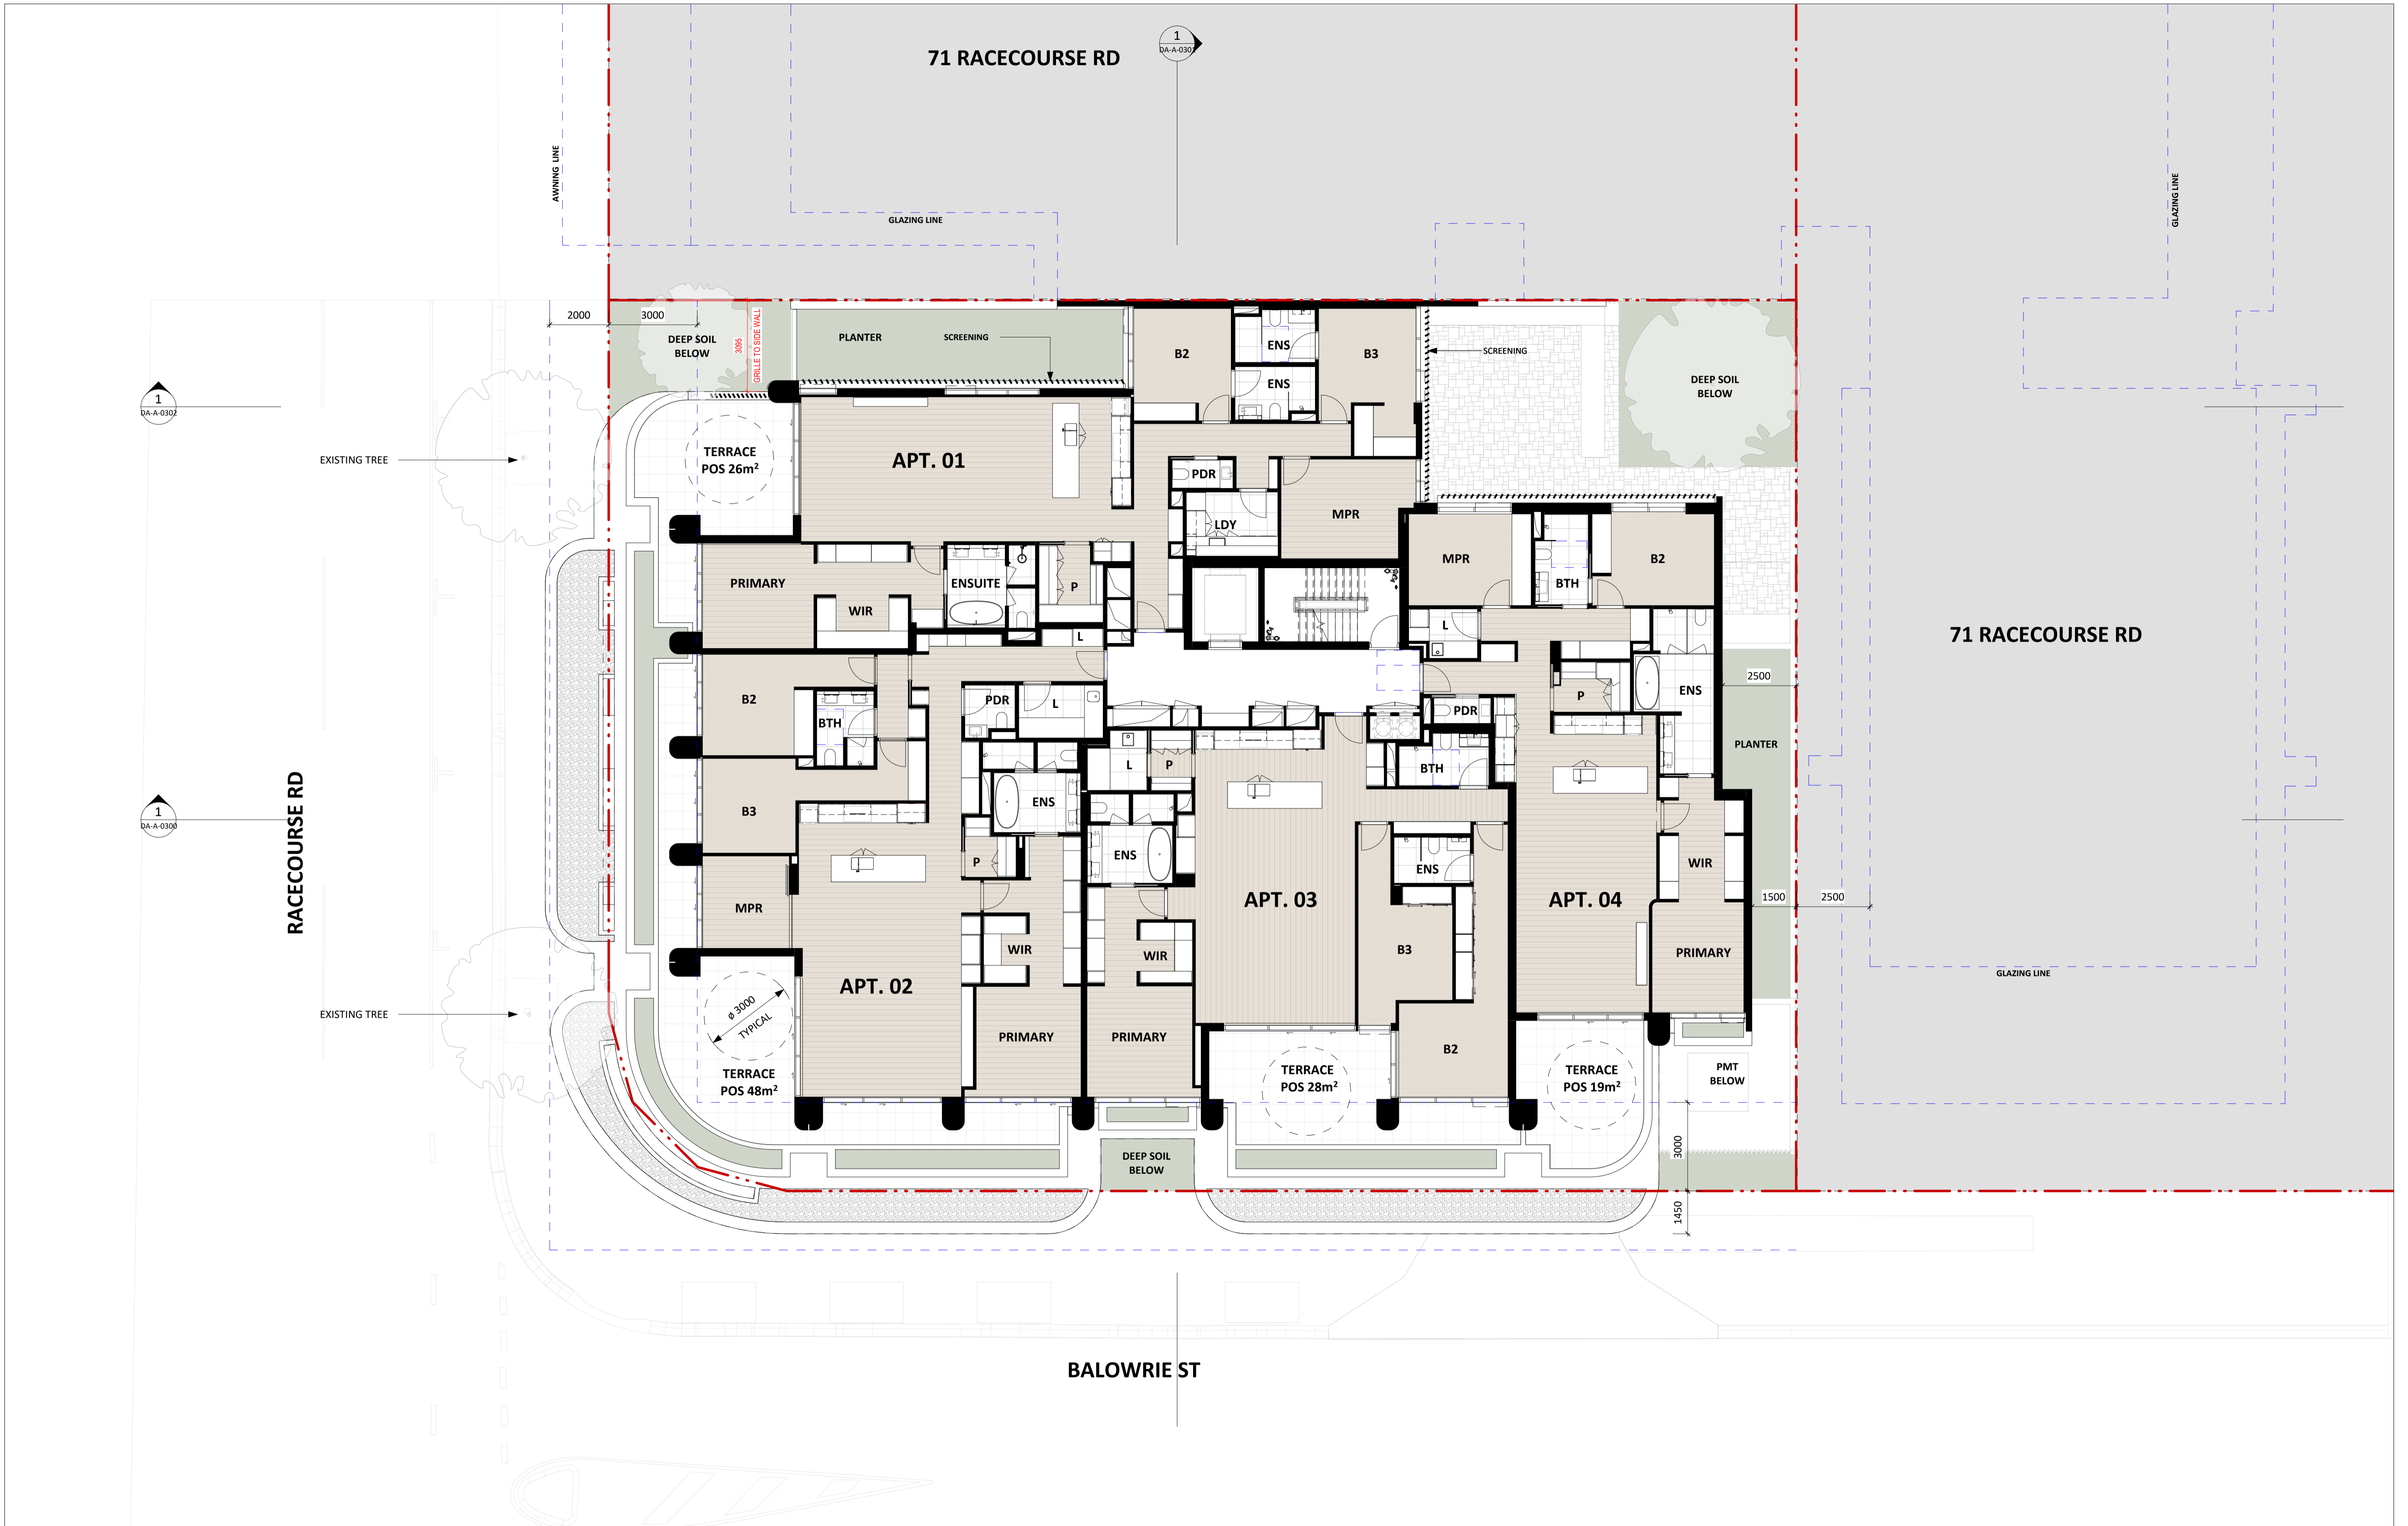 71 RACECOURSE RD
1
DA-A-0301
AWNING LINE
GLAZING LINE
GLAZING LINE
2000
3000
DEEP SOIL
BELOW
3095
GRILLE TO SIDE WALL
PLANTER
SCREENING
B2
ENS
ENS
B3
SCREENING
DEEP SOIL
BELOW
1
DA-A-0302
EXISTING TREE
TERRACE
POS 26m²
APT. 01
PDR
LDY
MPR
MPR
BTH
B2
PRIMARY
WIR
ENSUITE
P
L
L
71 RACECOURSE RD
B2
BTH
PDR
L
PDR
P
ENS
2500
PLANTER
RACECOURSE RD
1
DA-A-0300
B3
ENS
L
P
BTH
P
ENS
ENS
WIR
MPR
APT. 03
APT. 04
1500
2500
WIR
WIR
B3
PRIMARY
GLAZING LINE
APT. 02
EXISTING TREE
ø 3000
TYPICAL
PRIMARY
PRIMARY
B2
TERRACE
POS 48m²
TERRACE
POS 28m²
TERRACE
POS 19m²
PMT
BELOW
3000
DEEP SOIL
BELOW
1450
BALOWRIE ST